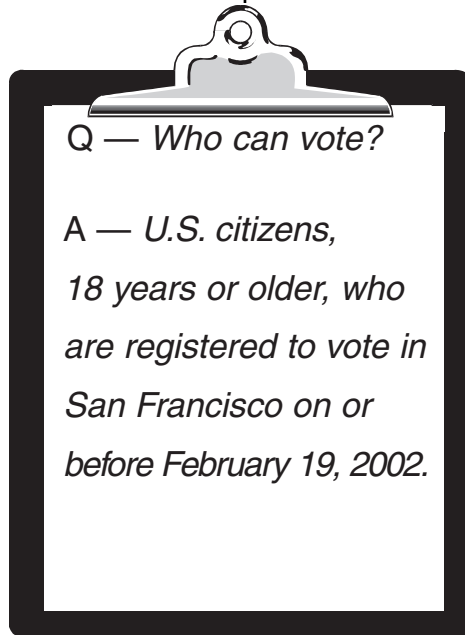 Q — Who can vote?
A — U.S. citizens,
18 years or older, who
are registered to vote in
San Francisco on or
before February 19, 2002.